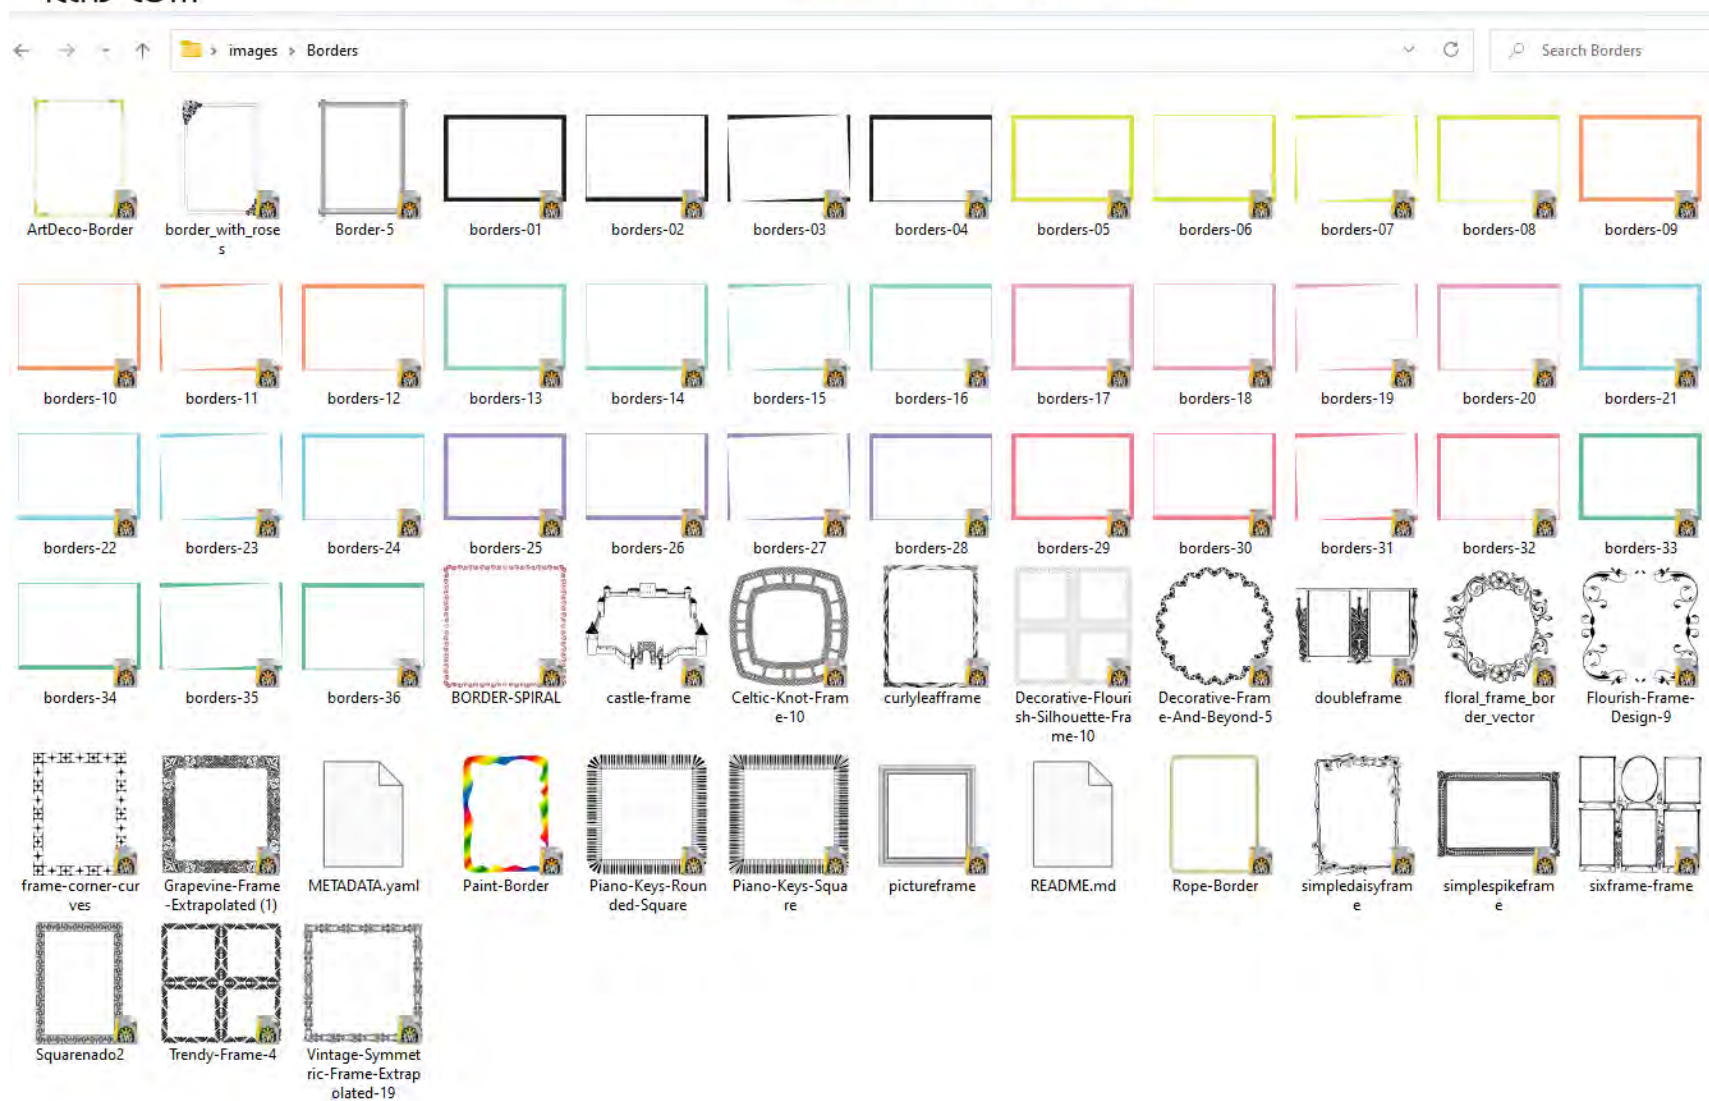 images > Borders
Search Borders
ArtDeco-Border
border_with_rose
s
Border-5
borders-01
borders-02
borders-03
borders-04
borders-05
borders-06
borders-07
borders-08
borders-09
borders-10
borders-11
borders-12
borders-13
borders-14
borders-15
borders-16
borders-17
borders-18
borders-19
borders-20
borders-21
borders-22
borders-23
borders-24
borders-25
borders-26
borders-27
borders-28
borders-29
borders-30
borders-31
borders-32
borders-33
borders-34
borders-35
borders-36
BORDER-SPIRAL
castle-frame
Celtic-Knot-Fram
e-10
curlyleafframe
Decorative-Flouri
sh-Silhouette-Fra
me-10
Decorative-Fram
e-And-Beyond-5
doubleframe
floral_frame_bor
der_vector
Flourish-Frame-
Design-9
frame-corner-cur
ves
Grapevine-Frame
-Extrapolated (1)
METADATA.yaml
Paint-Border
Piano-Keys-Roun
ded-Square
Piano-Keys-Squa
re
pictureframe
README.md
Rope-Border
simpledaisyfram
e
simplespikefram
e
sixframe-frame
Squarenado2
Trendy-Frame-4
Vintage-Symmet
ric-Frame-Extrap
olated-19